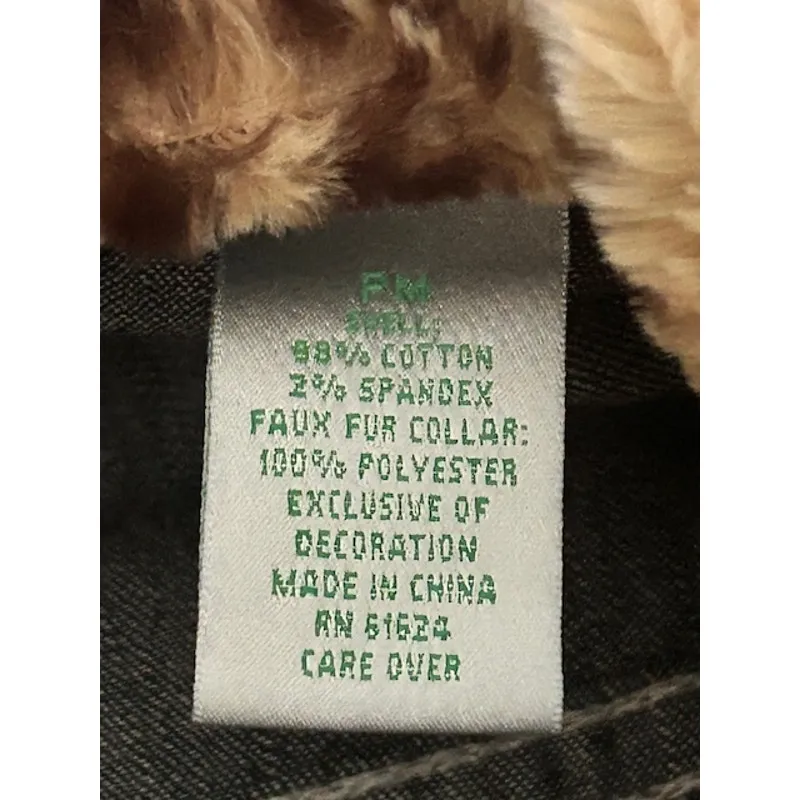 PM
SHELL:
98% COTTON
2% SPANDEX
FAUX FUR COLLAR:
100% POLYESTER
EXCLUSIVE OF
DECORATION
MADE IN CHINA
RN 61624
CARE OVER